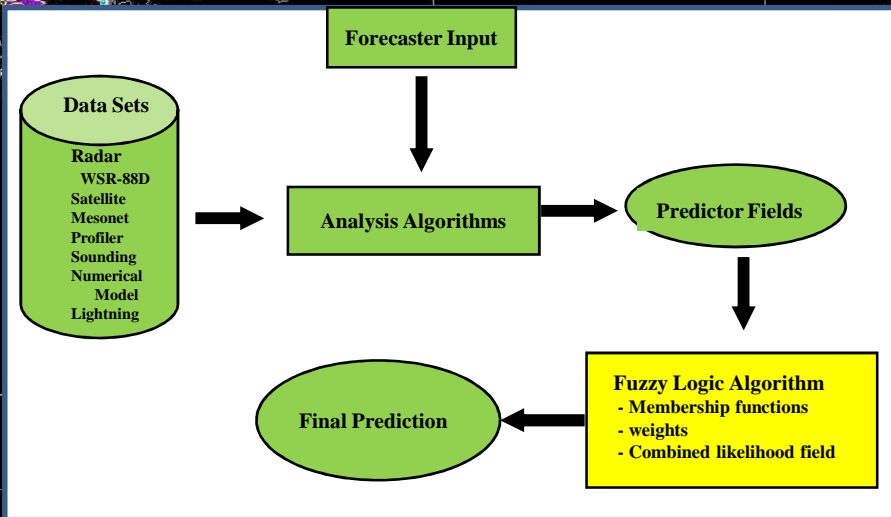 Forecaster Input
Data Sets
Radar
WSR-88D
Satellite
Mesonet
Profiler
Sounding
Numerical
Model
Lightning
Analysis Algorithms
Predictor Fields
Fuzzy Logic Algorithm
- Membership functions
- weights
- Combined likelihood field
Final Prediction